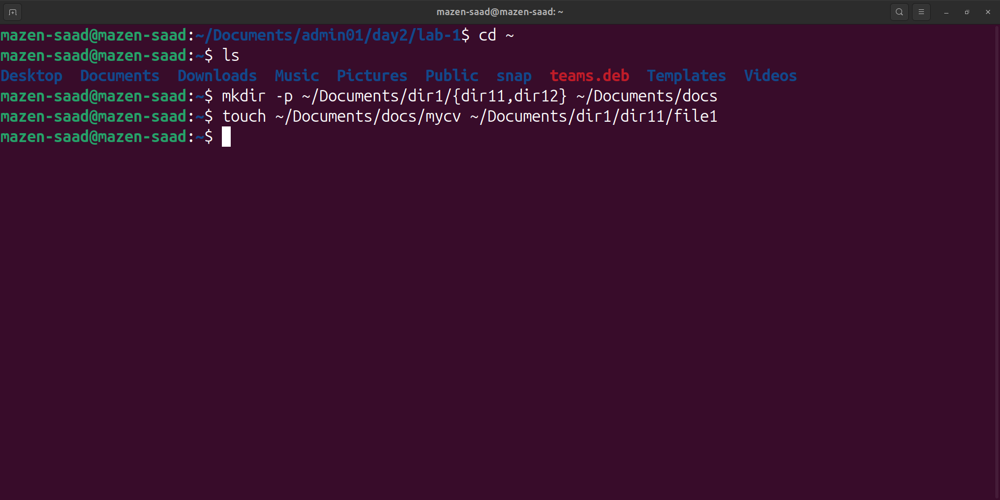 mazen-saad@mazen-saad: ~
mazen-saad@mazen-saad:~/Documents/admin01/day2/lab-1$ cd ~
mazen-saad@mazen-saad:~$ ls
Desktop  Documents  Downloads  Music  Pictures  Public  snap  teams.deb  Templates  Videos
mazen-saad@mazen-saad:~$ mkdir -p ~/Documents/dir1/{dir11,dir12} ~/Documents/docs
mazen-saad@mazen-saad:~$ touch ~/Documents/docs/mycv ~/Documents/dir1/dir11/file1
mazen-saad@mazen-saad:~$